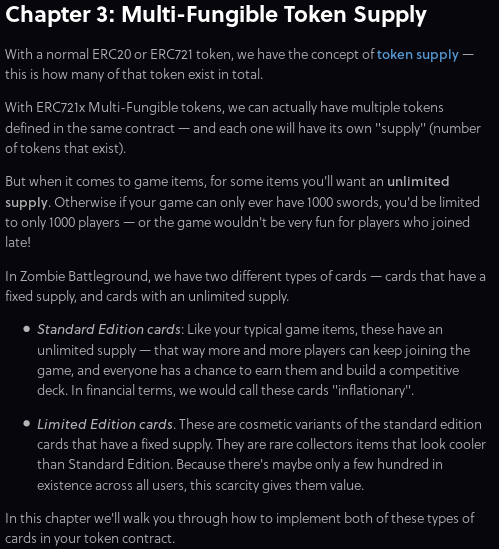 Chapter 3: Multi-Fungible Token Supply
With a normal ERC20 or ERC721 token, we have the concept of token supply —
this is how many of that token exist in total.
With ERC721x Multi-Fungible tokens, we can actually have multiple tokens
defined in the same contract — and each one will have its own "supply" (number
of tokens that exist).
But when it comes to game items, for some items you'll want an unlimited
supply. Otherwise if your game can only ever have 1000 swords, you'd be limited
to only 1000 players — or the game wouldn't be very fun for players who joined
late!
In Zombie Battleground, we have two different types of cards — cards that have a
fixed supply, and cards with an unlimited supply.
● Standard Edition cards: Like your typical game items, these have an
unlimited supply — that way more and more players can keep joining the
game, and everyone has a chance to earn them and build a competitive
deck. In financial terms, we would call these cards "inflationary".
● Limited Edition cards. These are cosmetic variants of the standard edition
cards that have a fixed supply. They are rare collectors items that look cooler
than Standard Edition. Because there's maybe only a few hundred in
existence across all users, this scarcity gives them value.
In this chapter we'll walk you through how to implement both of these types of
cards in your token contract.